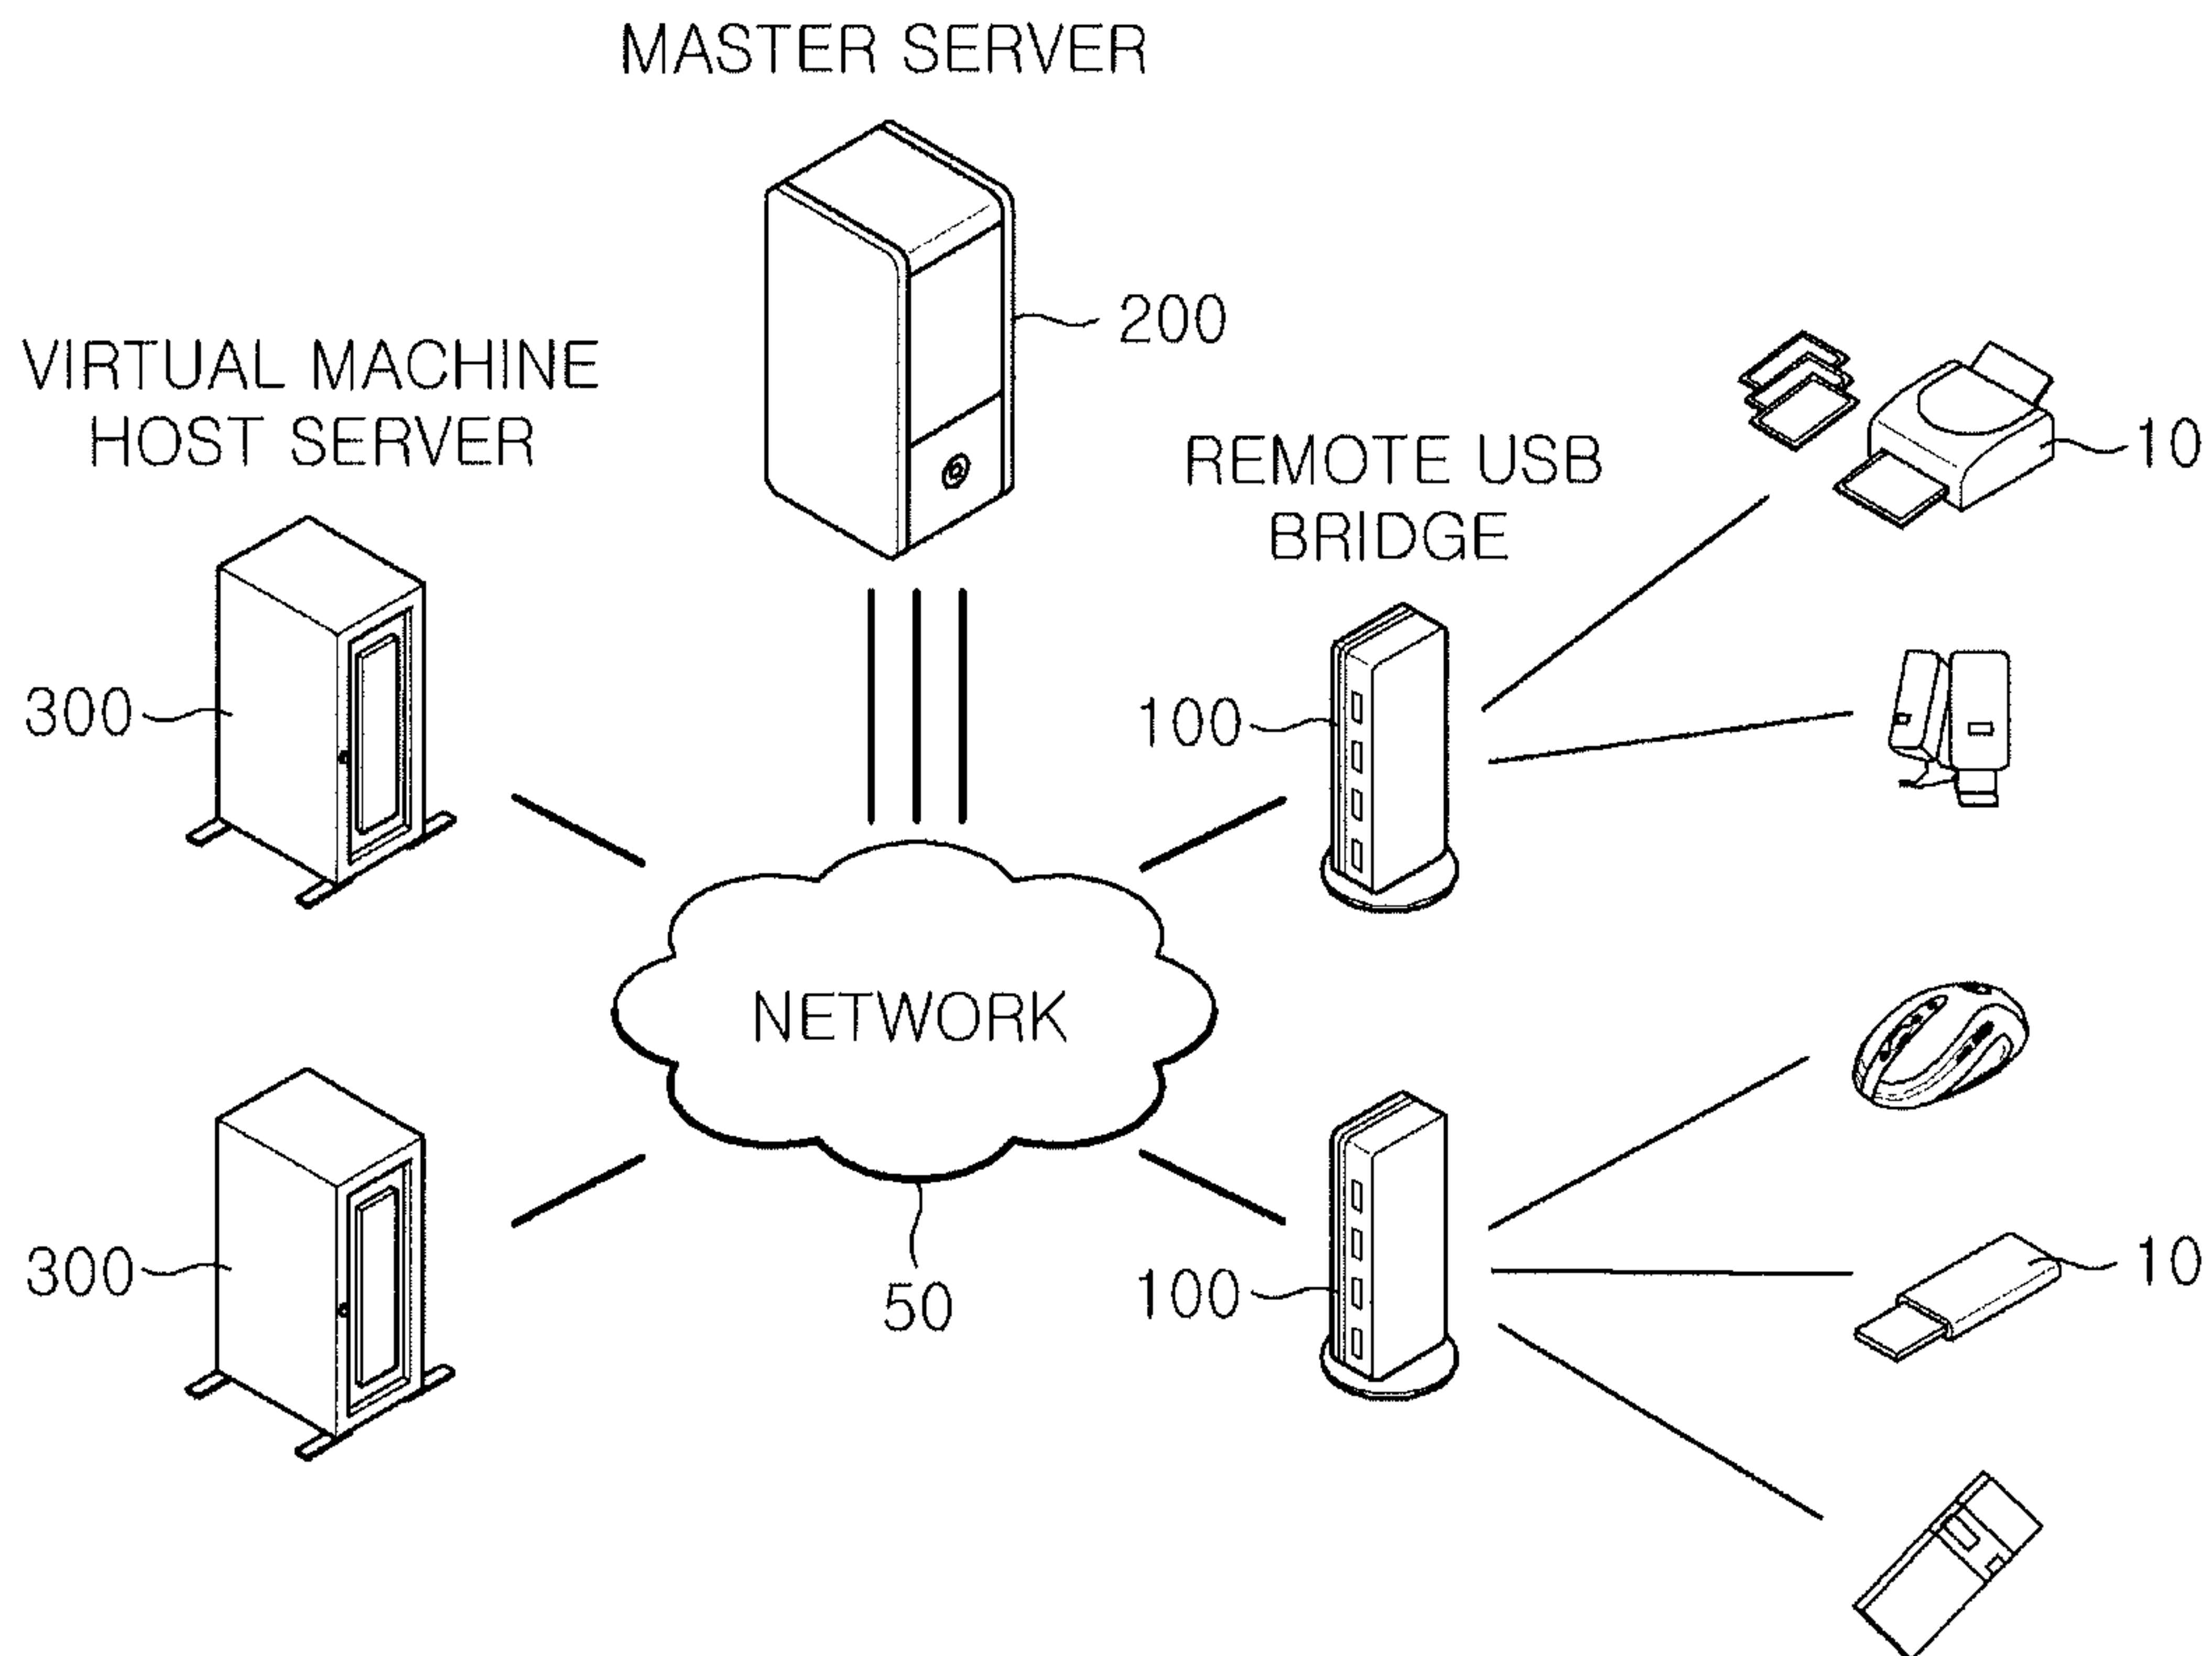 MASTER SERVER
200
VIRTUAL MACHINE
HOST SERVER
REMOTE USB
BRIDGE
10
300
100
NETWORK
300
50
100
10